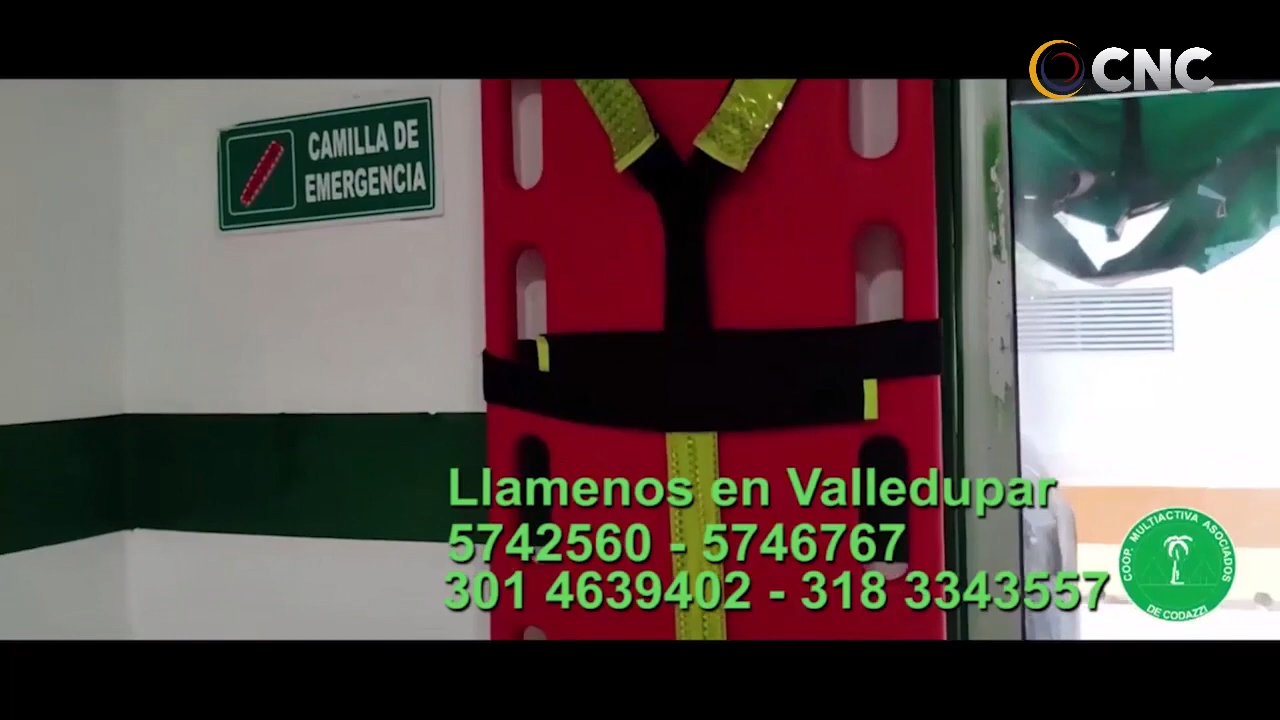 CNC
CAMILLA DE
EMERGENCIA
Llamenos en Valledupar
5742560 - 5746767
301 4639402 - 318 3343557
COOP. MULTIACTIVA ASOCIADOS
DE CODAZZI